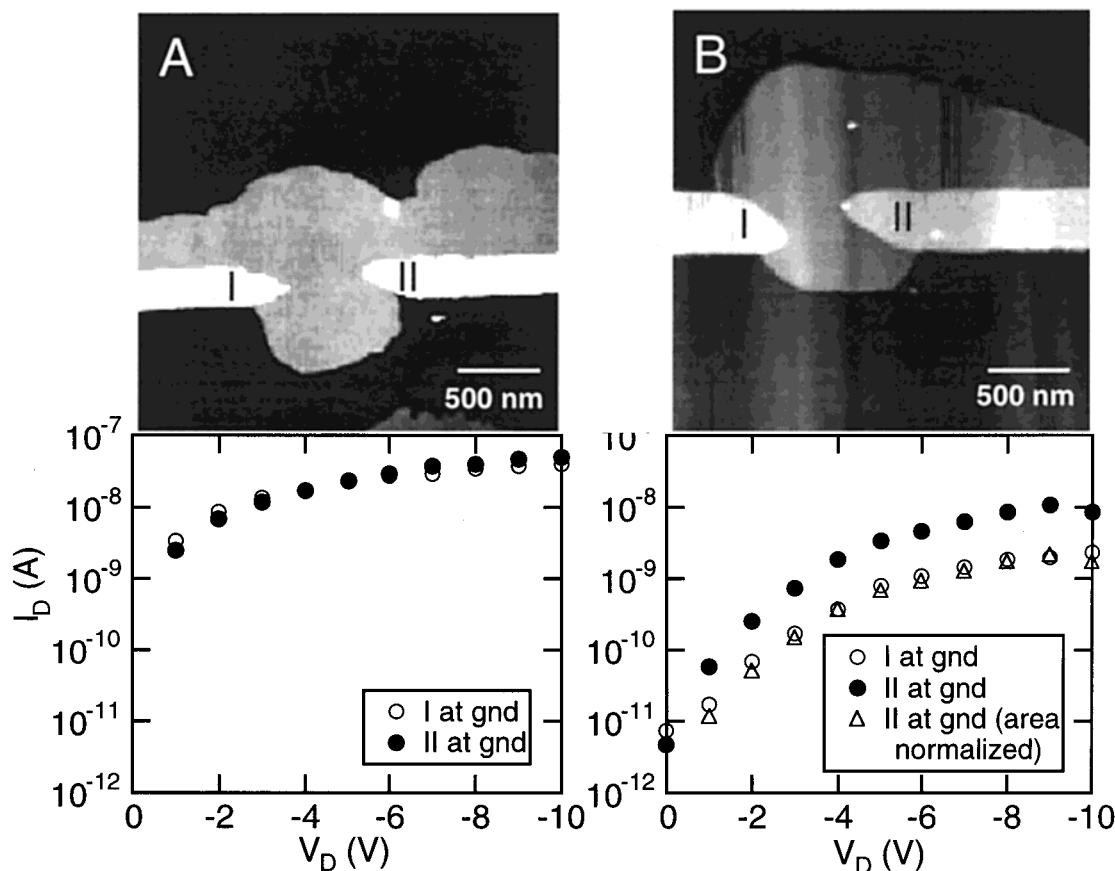 A
I
II
500 nm
B
I
II
500 nm
10-7
10-8
10-9
10-10
10-11
10-12
I_D (A)
I at gnd
II at gnd
0
-2
-4
-6
-8
-10
V_D (V)
10
10-8
10-9
10-10
10-11
10-12
I at gnd
II at gnd
II at gnd (area
normalized)
0
-2
-4
-6
-8
-10
V_D (V)